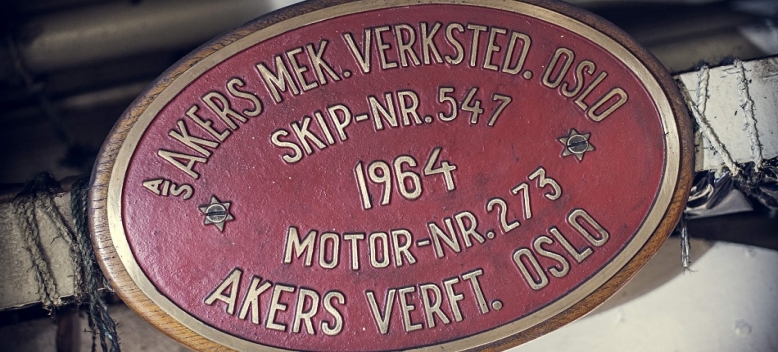 A/S AKERS MEK. VERKSTED. OSLO
SKIP-NR. 547
1964
MOTOR-NR. 273
AKERS VERFT. OSLO